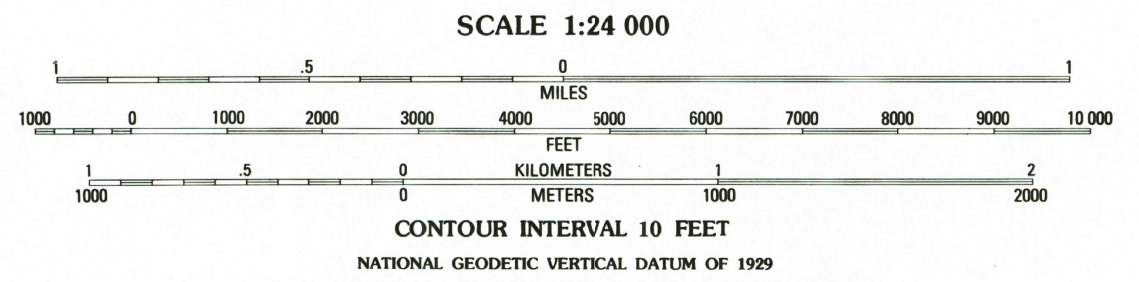 SCALE 1:24 000
1 .5 0 1
MILES
1000 0 1000 2000 3000 4000 5000 6000 7000 8000 9000 10 000
FEET
1 .5 0 KILOMETERS 1 2
1000 0 METERS 1000 2000
CONTOUR INTERVAL 10 FEET
NATIONAL GEODETIC VERTICAL DATUM OF 1929